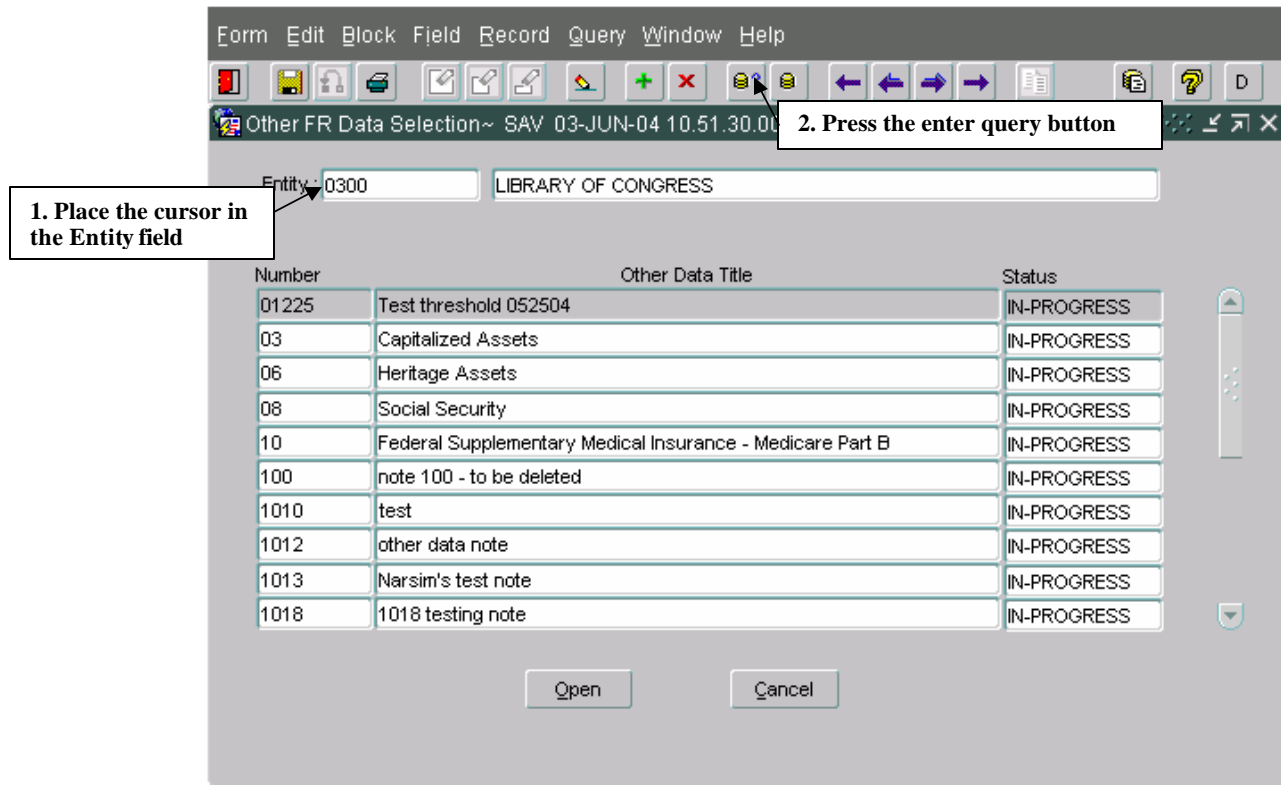 Form Edit Block Field Record Query Window Help
D
Other FR Data Selection~ SAV 03-JUN-04 10.51.30.00
2. Press the enter query button
Entity : 0300 LIBRARY OF CONGRESS
1. Place the cursor in
the Entity field
Number Other Data Title Status
01225 Test threshold 052504 IN-PROGRESS
03 Capitalized Assets IN-PROGRESS
06 Heritage Assets IN-PROGRESS
08 Social Security IN-PROGRESS
10 Federal Supplementary Medical Insurance - Medicare Part B IN-PROGRESS
100 note 100 - to be deleted IN-PROGRESS
1010 test IN-PROGRESS
1012 other data note IN-PROGRESS
1013 Narsim's test note IN-PROGRESS
1018 1018 testing note IN-PROGRESS
Open Cancel